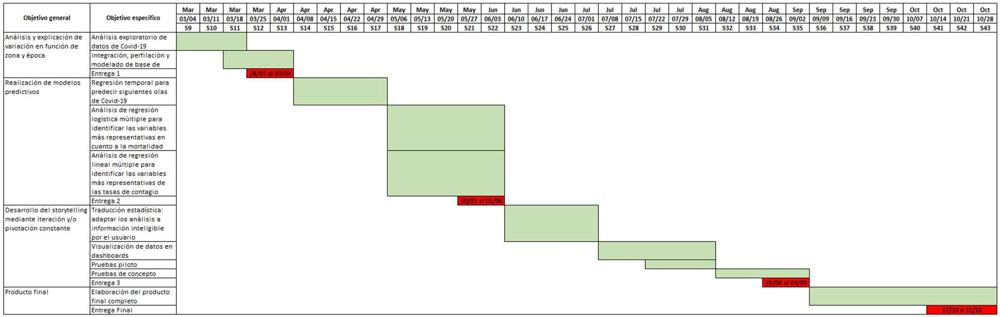 Objetivo general
Objetivo específico
Mar Mar Mar Mar Apr Apr Apr Apr Apr May May May May Jun Jun Jun Jun Jul Jul Jul Jul Jul Aug Aug Aug Aug Sep Sep Sep Sep Sep Oct Oct Oct Oct
03/04 03/11 03/18 03/25 04/01 04/08 04/15 04/22 04/29 05/06 05/13 05/20 05/27 06/03 06/10 06/17 06/24 07/01 07/08 07/15 07/22 07/29 08/05 08/12 08/19 08/26 09/02 09/09 09/16 09/23 09/30 10/07 10/14 10/21 10/28
S9 S10 S11 S12 S13 S14 S15 S16 S17 S18 S19 S20 S21 S22 S23 S24 S25 S26 S27 S28 S29 S30 S31 S32 S33 S34 S35 S36 S37 S38 S39 S40 S41 S42 S43
Análisis y explicación de
variación en función de
zona y época
Análisis exploratorio de
datos de Covid-19
Integración, perfilación y
modelado de base de
Entrega 1
28/03 al 03/04
Realización de modelos
predictivos
Regresión temporal para
predecir siguientes olas
de Covid-19
Análisis de regresión
logística múltiple para
identificar las variables
más representativas en
cuanto a la mortalidad
Análisis de regresión
lineal múltiple para
identificar las variables
más representativas de
las tasas de contagio
Entrega 2
30/05 al 05/06
Desarrollo del storytelling
mediante iteración y/o
pivotación constante
Traducción estadística:
adaptar los análisis a
información inteligible
por el usuario
Visualización de datos en
dashboards
Pruebas piloto
Pruebas de concepto
Entrega 3
29/08 al 04/09
Producto final
Elaboración del producto
final completo
Entrega Final
17/10 o 31/10